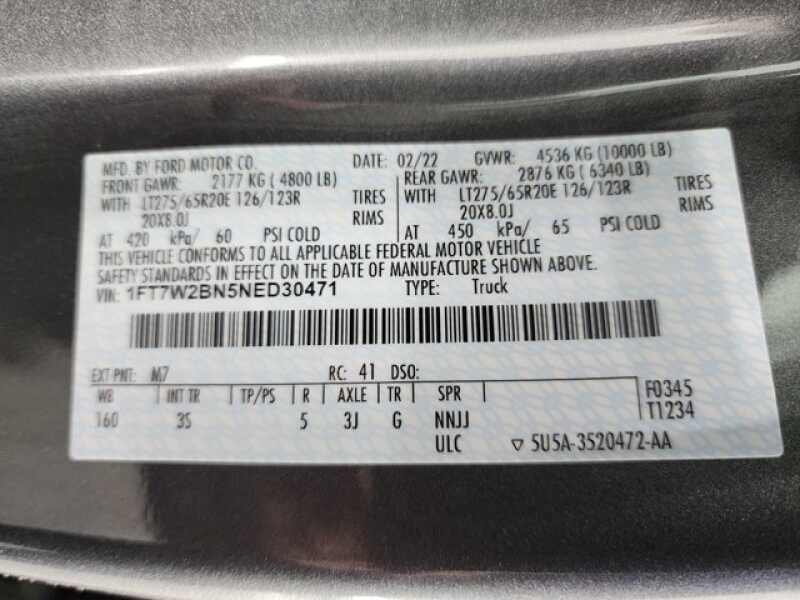 MFD. BY FORD MOTOR CO. DATE: 02/22 GVWR: 4536 KG (10000 LB)
FRONT GAWR: 2177 KG ( 4800 LB) REAR GAWR: 2876 KG ( 6340 LB)
WITH LT275/65R20E 126/123R TIRES WITH LT275/65R20E 126/123R TIRES
20X8.0J RIMS 20X8.0J RIMS
AT 420 kPa/ 60 PSI COLD AT 450 kPa/ 65 PSI COLD
THIS VEHICLE CONFORMS TO ALL APPLICABLE FEDERAL MOTOR VEHICLE
SAFETY STANDARDS IN EFFECT ON THE DATE OF MANUFACTURE SHOWN ABOVE.
VIN: 1FT7W2BN5NED30471 TYPE: Truck
EXT PNT: M7 RC: 41 DSO:
WB INT TR TP/PS R AXLE TR SPR F0345
160 3S 5 3J G NNJJ T1234
ULC ▽ 5U5A-3520472-AA